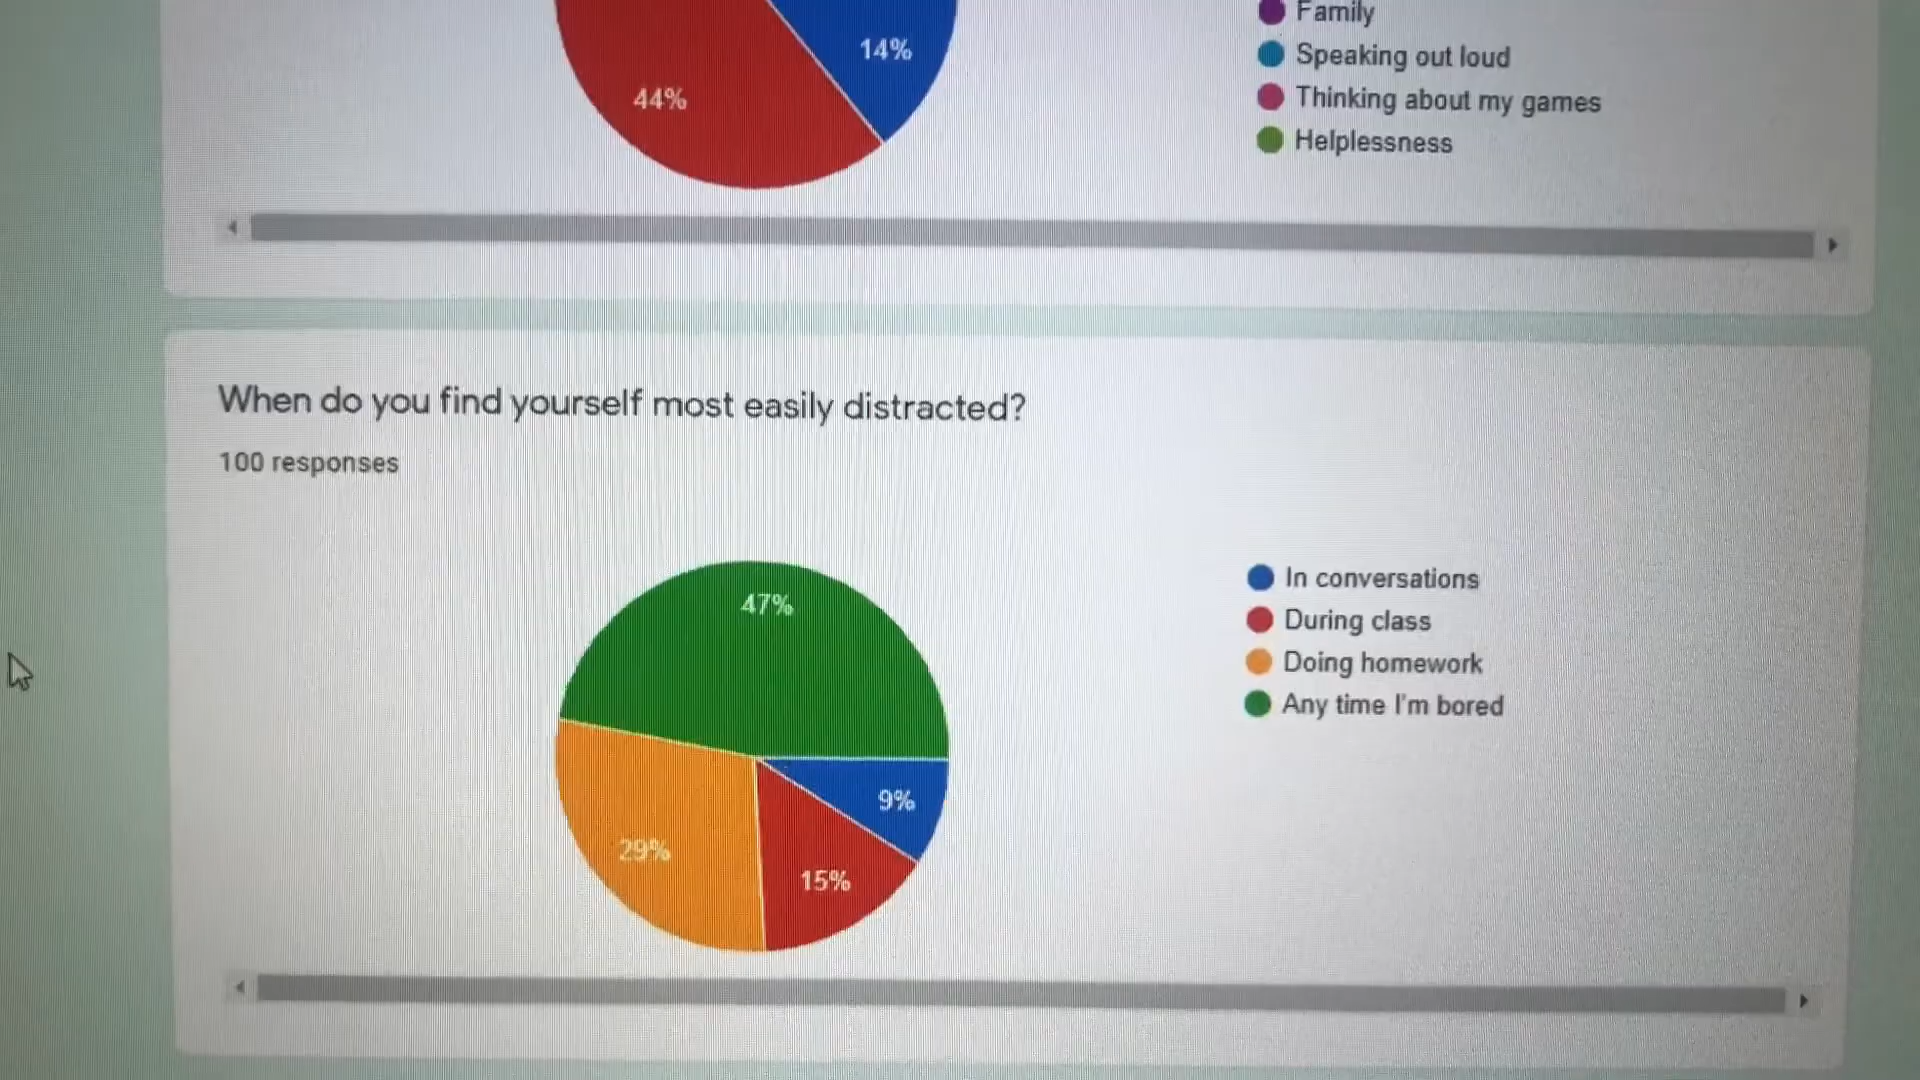 Family
14%
Speaking out loud
44%
Thinking about my games
Helplessness
When do you find yourself most easily distracted?
100 responses
47%
In conversations
During class
Doing homework
Any time I'm bored
9%
29%
15%